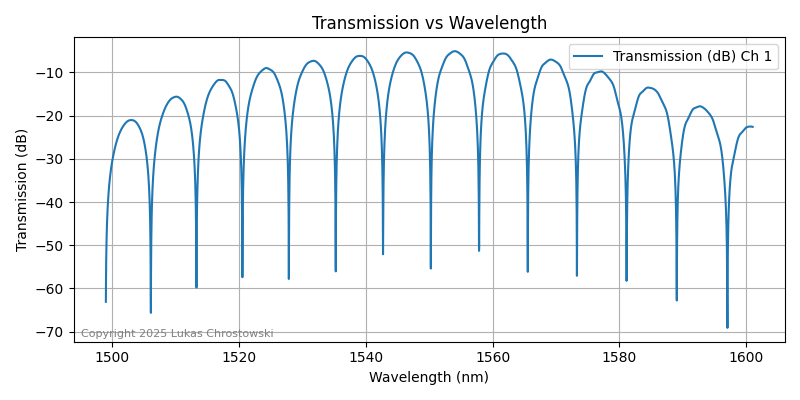 Transmission vs Wavelength
Transmission (dB) Ch 1
Transmission (dB)
−10
−20
−30
−40
−50
−60
−70
Copyright 2025 Lukas Chrostowski
1500
1520
1540
1560
1580
1600
Wavelength (nm)